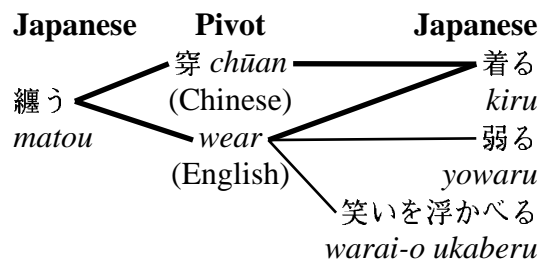 Japanese Pivot Japanese
穿 chūan 着る
纏う (Chinese) kiru
matou wear 弱る
(English) yowaru
笑いを浮かべる
warai-o ukaberu